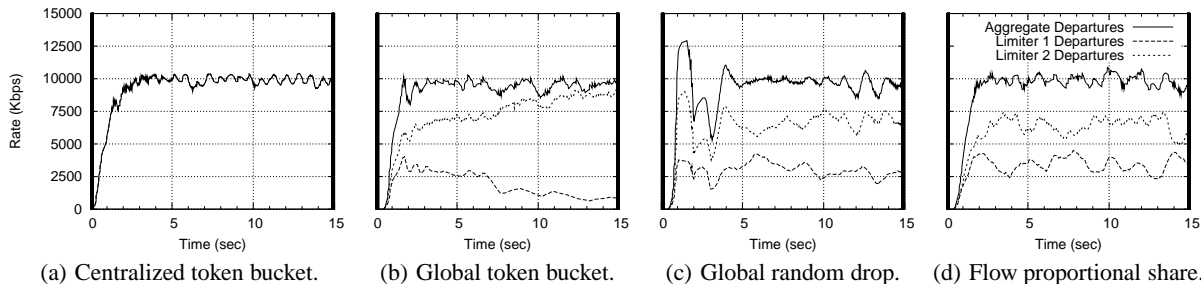 15000
12500
10000
7500
5000
2500
0
Rate (Kbps)
0 5 10 15
Time (sec)
(a) Centralized token bucket.
0 5 10 15
Time (sec)
(b) Global token bucket.
0 5 10 15
Time (sec)
(c) Global random drop.
Aggregate Departures
Limiter 1 Departures
Limiter 2 Departures
0 5 10 15
Time (sec)
(d) Flow proportional share.